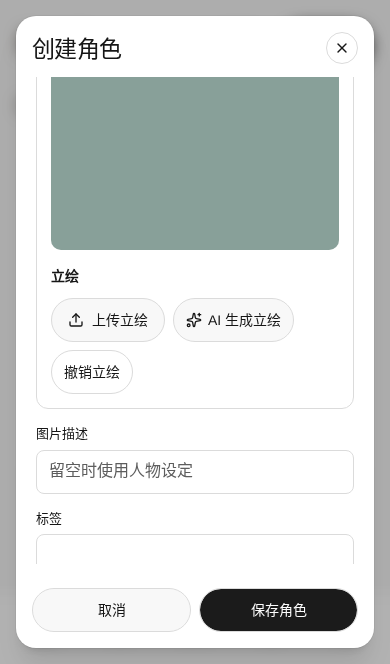 创建角色
立绘
上传立绘
AI 生成立绘
撤销立绘
图片描述
留空时使用人物设定
标签
取消
保存角色